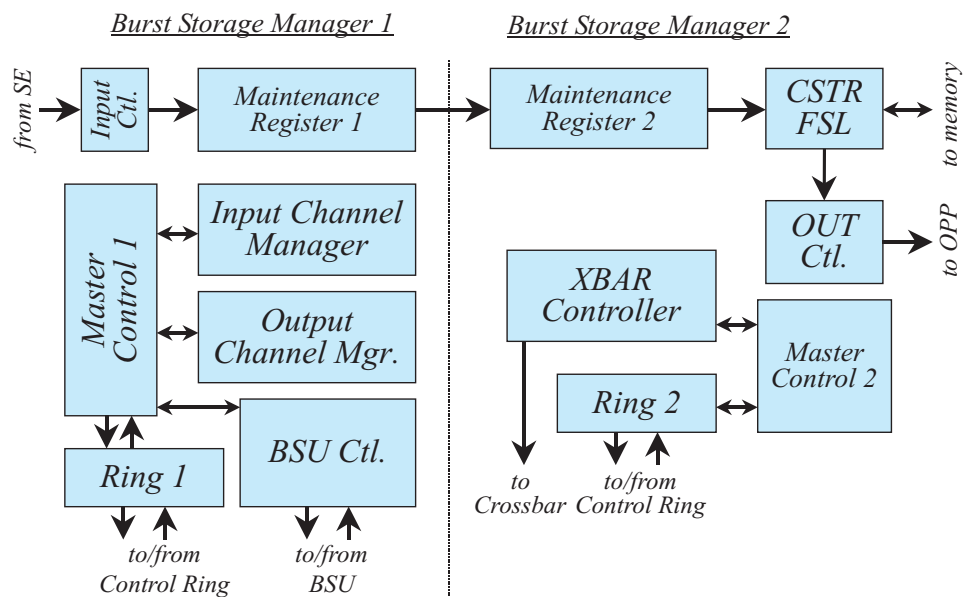 Burst Storage Manager 1
Burst Storage Manager 2
from SE
Input
Ctl.
Maintenance
Register 1
Maintenance
Register 2
CSTR
FSL
to memory
Master
Control 1
Input Channel
Manager
OUT
Ctl.
to OPP
Output
Channel Mgr.
XBAR
Controller
Master
Control 2
Ring 2
BSU Ctl.
Ring 1
to
Crossbar
to/from
Control Ring
to/from
Control Ring
to/from
BSU